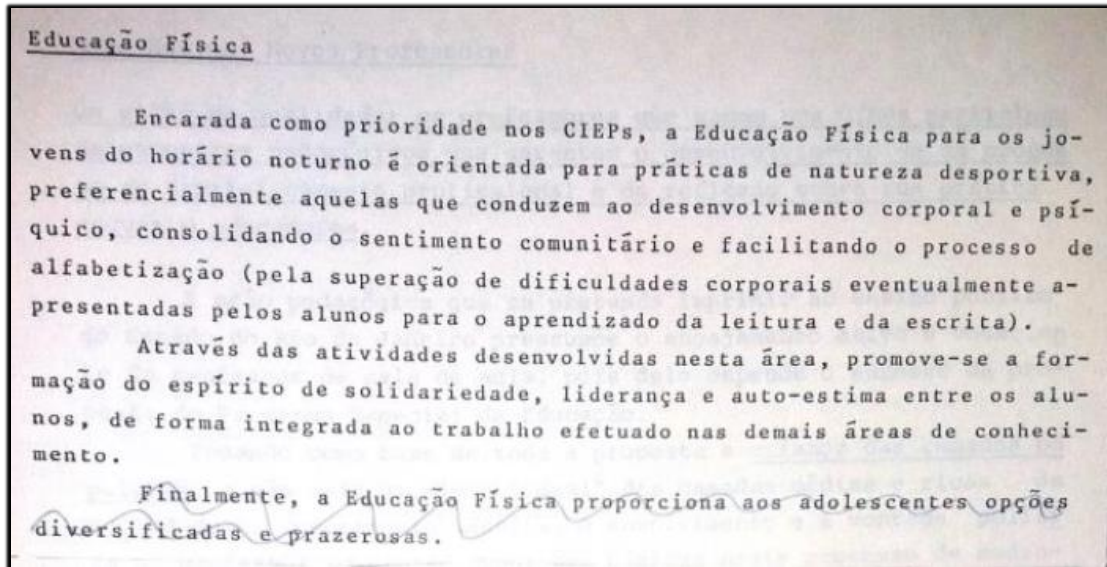 Educação Física
Encarada como prioridade nos CIEPs, a Educação Física para os jo-
vens do horário noturno é orientada para práticas de natureza desportiva,
preferencialmente aquelas que conduzem ao desenvolvimento corporal e psí-
quico, consolidando o sentimento comunitário e facilitando o processo de
alfabetização (pela superação de dificuldades corporais eventualmente a-
presentadas pelos alunos para o aprendizado da leitura e da escrita).
Através das atividades desenvolvidas nesta área, promove-se a for-
mação do espírito de solidariedade, liderança e auto-estima entre os alu-
nos, de forma integrada ao trabalho efetuado nas demais áreas de conheci-
mento.
Finalmente, a Educação Física proporciona aos adolescentes opções
diversificadas e prazerosas.